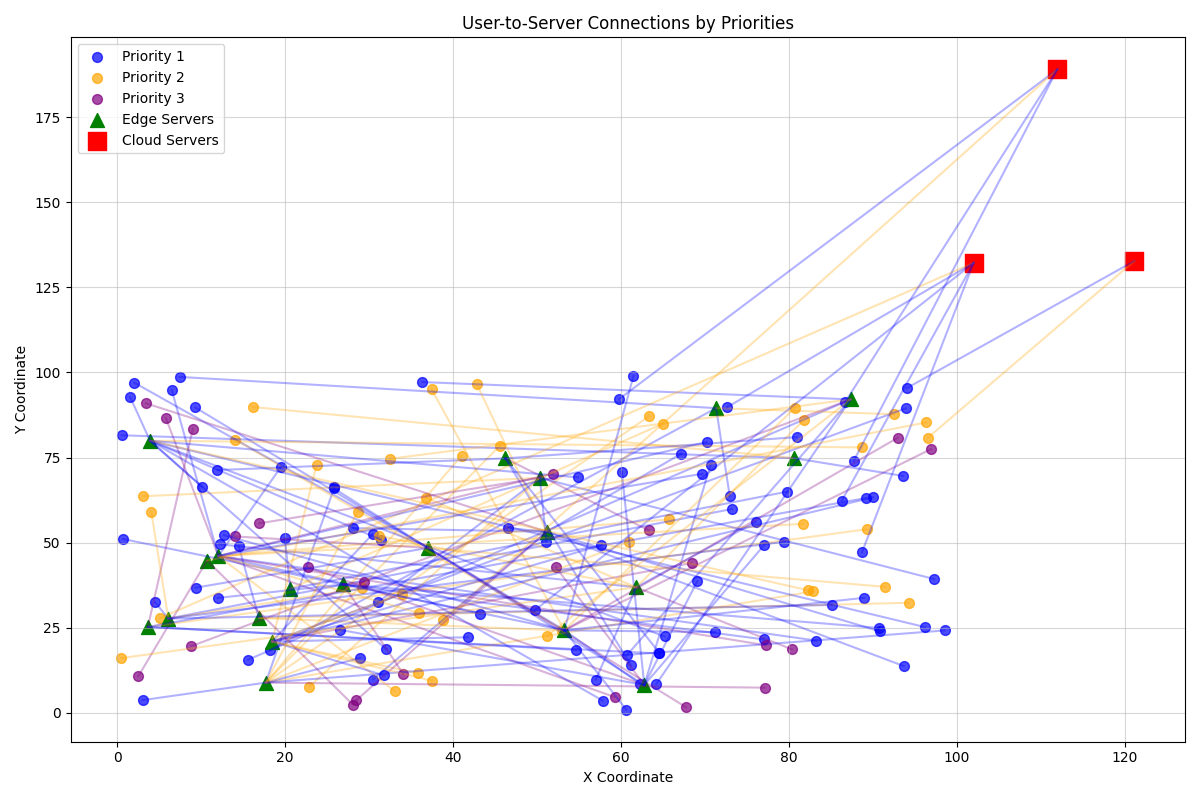 User-to-Server Connections by Priorities
Priority 1
Priority 2
Priority 3
Edge Servers
Cloud Servers
Y Coordinate
175
150
125
100
75
50
25
0
0 20 40 60 80 100 120
X Coordinate